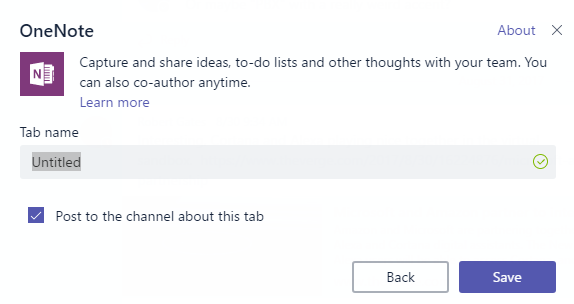 OneNote
About
N
Capture and share ideas, to-do lists and other thoughts with your team. You
can also co-author anytime.
Learn more
Tab name
Untitled
Post to the channel about this tab
Back
Save